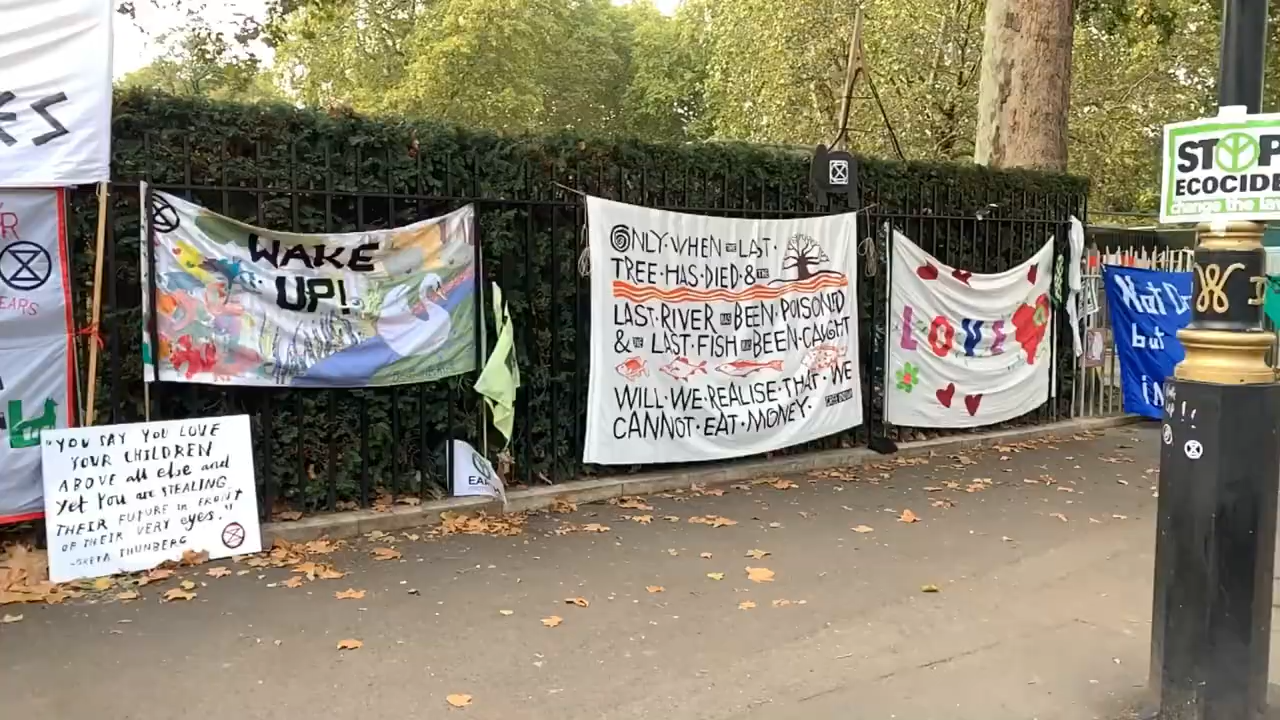 WAKE
UP!
"YOU SAY YOU LOVE
YOUR CHILDREN
ABOVE all else and
Yet You are STEALING
THEIR FUTURE in FRONT
OF THEIR VERY eyes."
-GRETA THUNBERG
ONLY·WHEN THE LAST·
TREE·HAS·DIED·& THE
LAST·RIVER HAS BEEN·POISONED
& THE LAST·FISH HAS BEEN·CAUGHT
WILL·WE·REALISE·THAT·WE
CANNOT·EAT·MONEY·
LOVE
Not
but
in
STOP
ECOCIDE
change the law